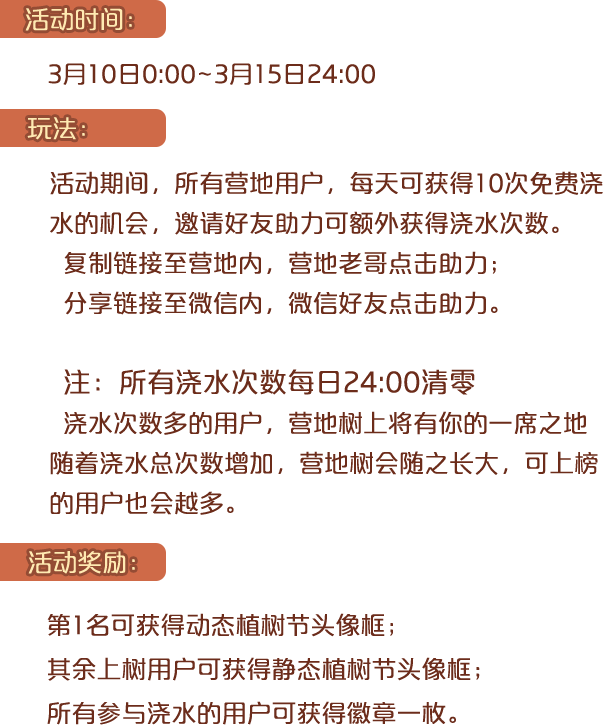 活动时间：
3月10日0:00~3月15日24:00
玩法：
活动期间，所有营地用户，每天可获得10次免费浇
水的机会，邀请好友助力可额外获得浇水次数。
复制链接至营地内，营地老哥点击助力；
分享链接至微信内，微信好友点击助力。
注：所有浇水次数每日24:00清零
浇水次数多的用户，营地树上将有你的一席之地
随着浇水总次数增加，营地树会随之长大，可上榜
的用户也会越多。
活动奖励：
第1名可获得动态植树节头像框；
其余上树用户可获得静态植树节头像框；
所有参与浇水的用户可获得徽章一枚。